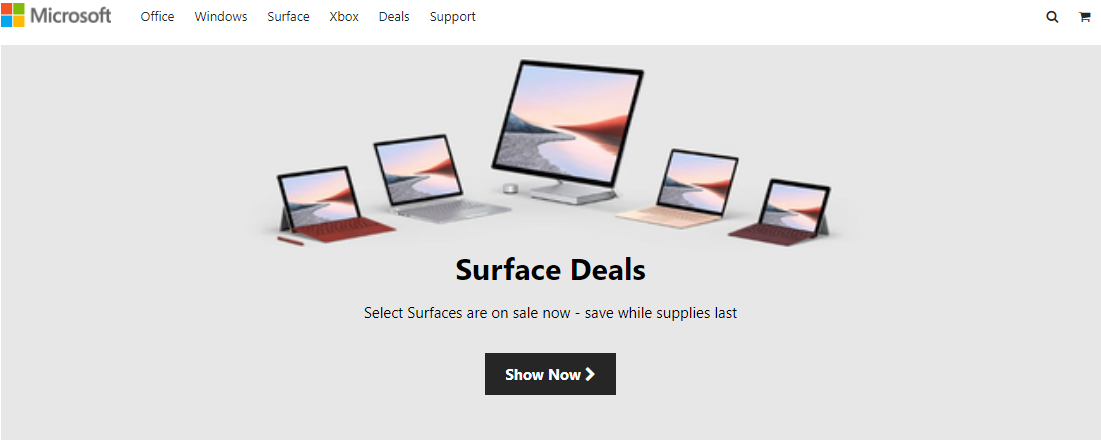 Microsoft Office Windows Surface Xbox Deals Support
Surface Deals
Select Surfaces are on sale now - save while supplies last
Show Now